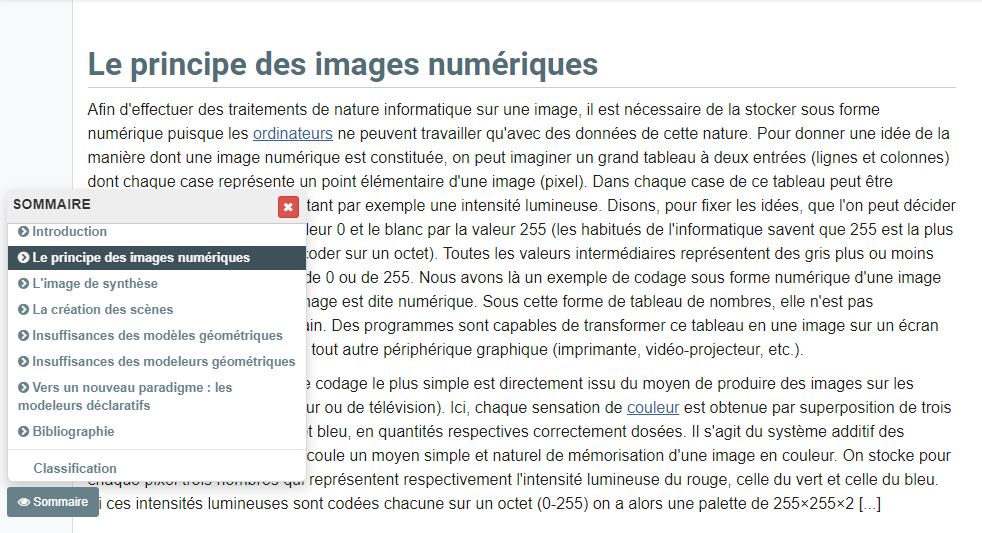 Le principe des images numériques
Afin d'effectuer des traitements de nature informatique sur une image, il est nécessaire de la stocker sous forme
numérique puisque les ordinateurs ne peuvent travailler qu'avec des données de cette nature. Pour donner une idée de la
manière dont une image numérique est constituée, on peut imaginer un grand tableau à deux entrées (lignes et colonnes)
dont chaque case représente un point élémentaire d'une image (pixel). Dans chaque case de ce tableau peut être
tant par exemple une intensité lumineuse. Disons, pour fixer les idées, que l'on peut décider
leur 0 et le blanc par la valeur 255 (les habitués de l'informatique savent que 255 est la plus
coder sur un octet). Toutes les valeurs intermédiaires représentent des gris plus ou moins
de 0 ou de 255. Nous avons là un exemple de codage sous forme numérique d'une image
mage est dite numérique. Sous cette forme de tableau de nombres, elle n'est pas
ain. Des programmes sont capables de transformer ce tableau en une image sur un écran
tout autre périphérique graphique (imprimante, vidéo-projecteur, etc.).
e codage le plus simple est directement issu du moyen de produire des images sur les
ur ou de télévision). Ici, chaque sensation de couleur est obtenue par superposition de trois
t bleu, en quantités respectives correctement dosées. Il s'agit du système additif des
coule un moyen simple et naturel de mémorisation d'une image en couleur. On stocke pour
chaque pixel trois nombres qui représentent respectivement l'intensité lumineuse du rouge, celle du vert et celle du bleu.
i ces intensités lumineuses sont codées chacune sur un octet (0-255) on a alors une palette de 255×255×2 [...]
SOMMAIRE
Introduction
Le principe des images numériques
L'image de synthèse
La création des scènes
Insuffisances des modèles géométriques
Insuffisances des modeleurs géométriques
Vers un nouveau paradigme : les
modeleurs déclaratifs
Bibliographie
Classification
Sommaire